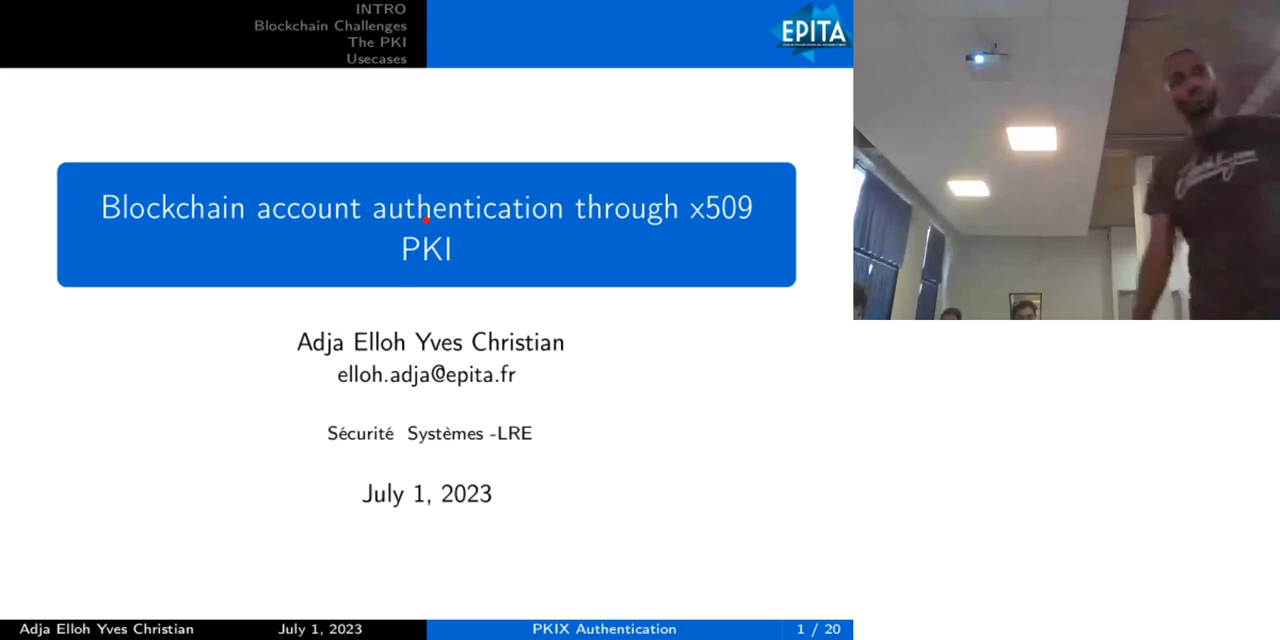 INTRO
Blockchain Challenges
The PKI
Usecases
EPITA
Blockchain account authentication through x509
PKI
Adja Elloh Yves Christian
elloh.adja@epita.fr
Sécurité Systèmes -LRE
July 1, 2023
Adja Elloh Yves Christian July 1, 2023 PKIX Authentication 1 / 20